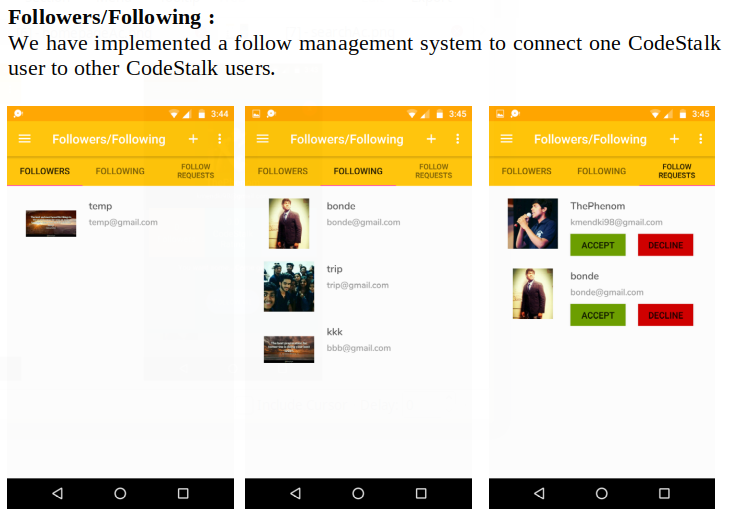 Followers/Following :
We have implemented a follow management system to connect one CodeStalk
user to other CodeStalk users.
3:44
Followers/Following
FOLLOWERS
FOLLOWING
FOLLOW
REQUESTS
temp
temp@gmail.com
3:45
Followers/Following
FOLLOWERS
FOLLOWING
FOLLOW
REQUESTS
bonde
bonde@gmail.com
trip
trip@gmail.com
kkk
bbb@gmail.com
3:45
Followers/Following
FOLLOWERS
FOLLOWING
FOLLOW
REQUESTS
ThePhenom
kmendki98@gmail.com
ACCEPT
DECLINE
bonde
bonde@gmail.com
ACCEPT
DECLINE